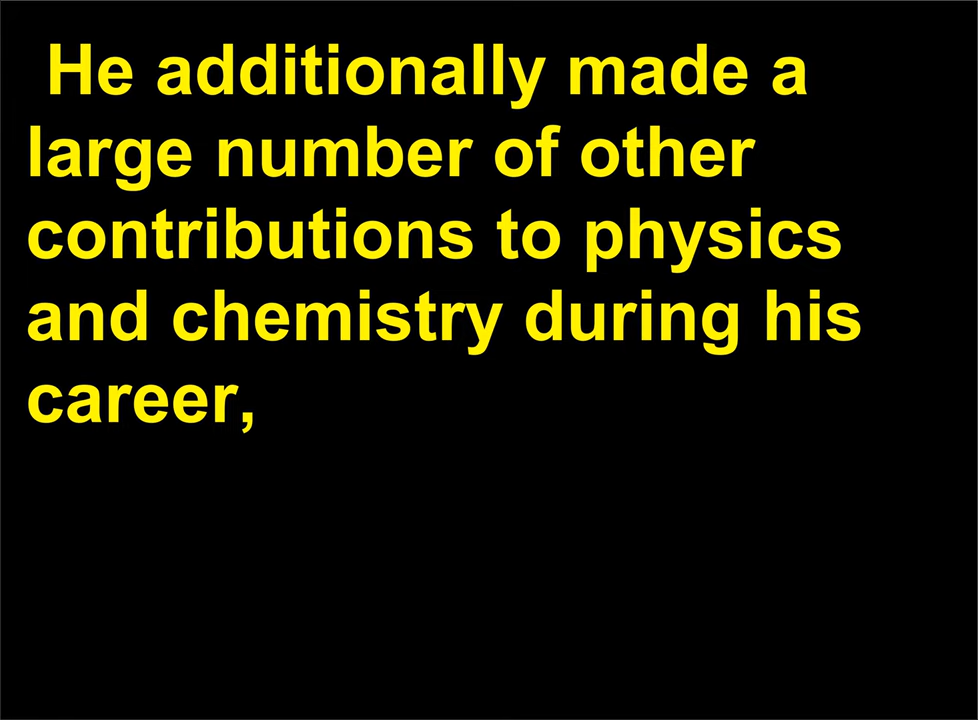 He additionally made a
large number of other
contributions to physics
and chemistry during his
career,